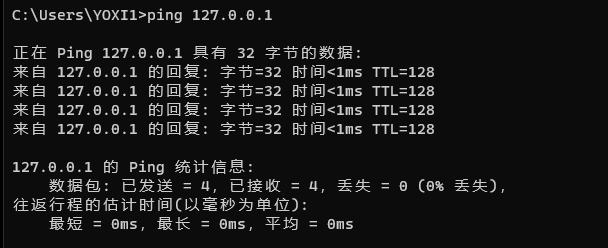 C:\Users\YOXI1>ping 127.0.0.1
正在 Ping 127.0.0.1 具有 32 字节的数据:
来自 127.0.0.1 的回复: 字节=32 时间<1ms TTL=128
来自 127.0.0.1 的回复: 字节=32 时间<1ms TTL=128
来自 127.0.0.1 的回复: 字节=32 时间<1ms TTL=128
来自 127.0.0.1 的回复: 字节=32 时间<1ms TTL=128
127.0.0.1 的 Ping 统计信息:
数据包: 已发送 = 4, 已接收 = 4, 丢失 = 0 (0% 丢失),
往返行程的估计时间(以毫秒为单位):
最短 = 0ms, 最长 = 0ms, 平均 = 0ms